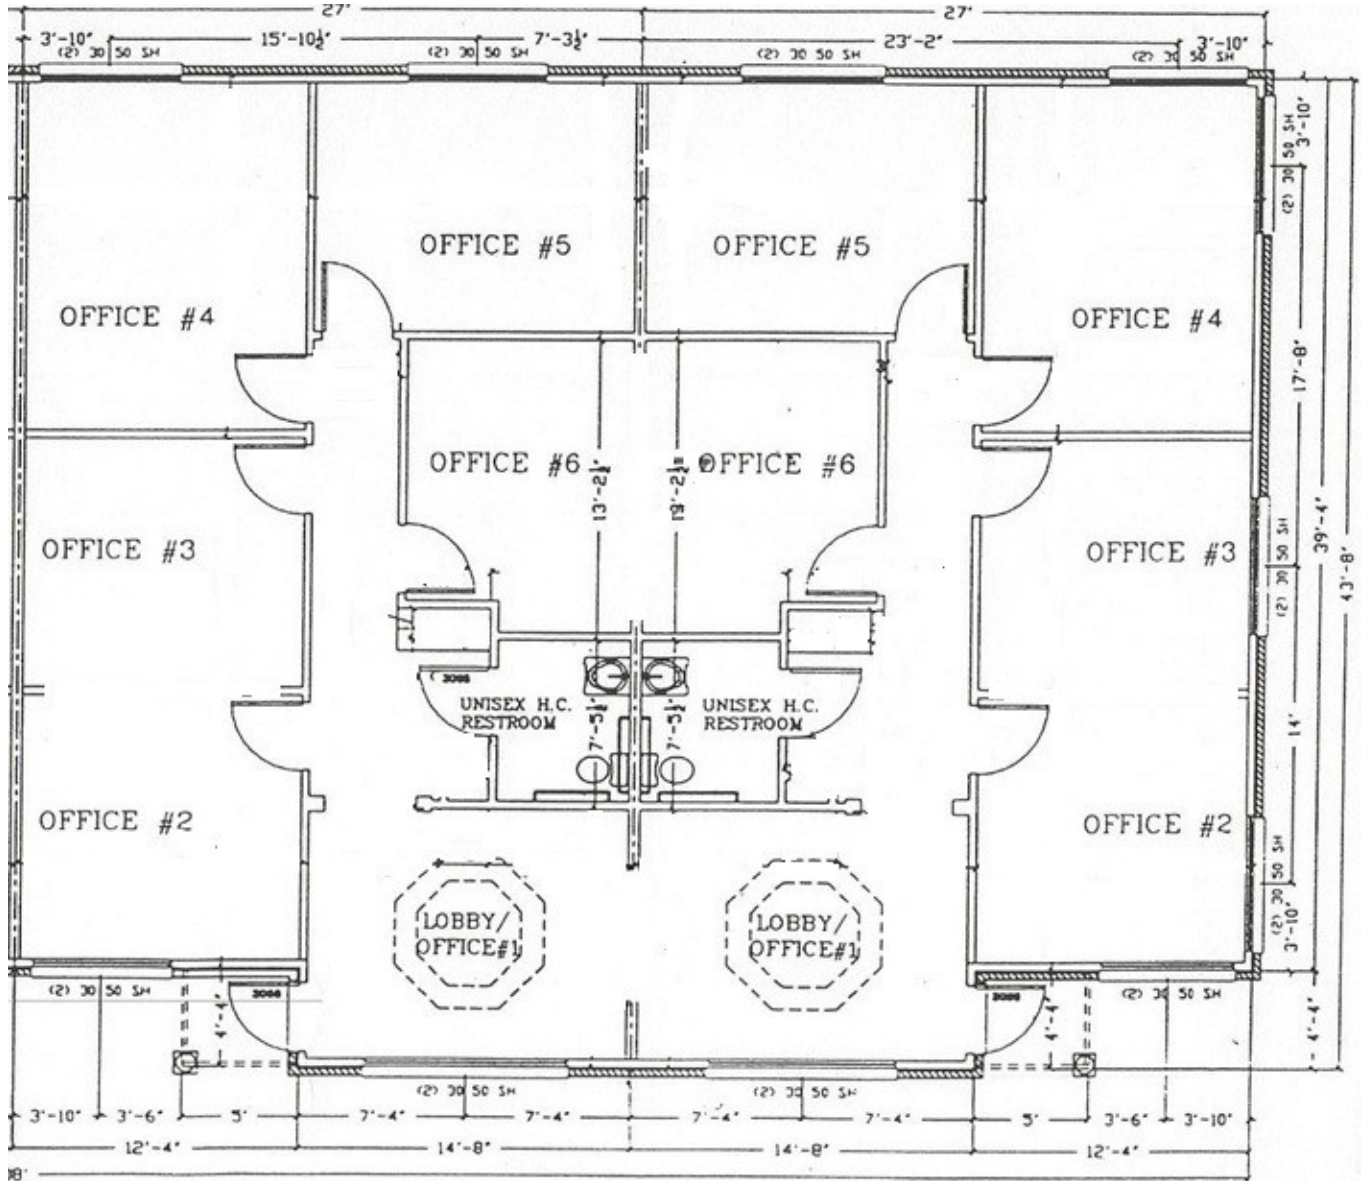 27' 27'
3'-10" 15'-10½" 7'-3½" 23'-2" 3'-10"
(2) 30 50 SH (2) 30 50 SH (2) 30 50 SH (2) 30 50 SH
3'-10"
(2) 30 50 SH
OFFICE #5 OFFICE #5
OFFICE #4 OFFICE #4
17'-8"
OFFICE #6 OFFICE #6
13'-2½"
OFFICE #3 OFFICE #3
(2) 30 50 SH
39'-4"
43'-8"
3068
UNISEX H.C. UNISEX H.C.
RESTROOM RESTROOM
7'-5½" 7'-5½"
14'
OFFICE #2 OFFICE #2
(2) 30 50 SH
3'-10"
LOBBY/ LOBBY/
OFFICE#1 OFFICE#1
(2) 30 50 SH 3068 3068 (2) 30 50 SH
4'-4" 4'-4" 4'-4"
(2) 30 50 SH (2) 30 50 SH
3'-10" 3'-6" 5' 7'-4" 7'-4" 7'-4" 7'-4" 5' 3'-6" 3'-10"
12'-4" 14'-8" 14'-8" 12'-4"